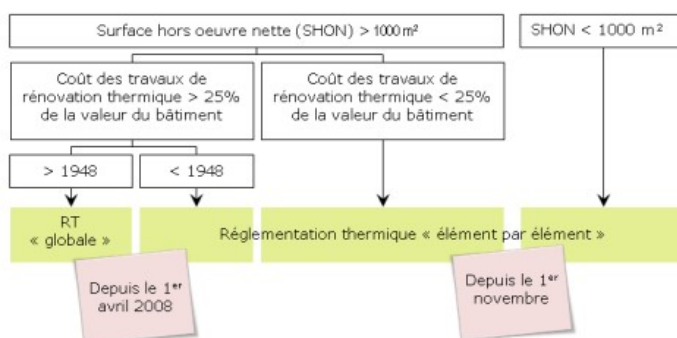 Surface hors oeuvre nette (SHON) > 1000 m²
SHON < 1000 m²
Coût des travaux de
rénovation thermique > 25%
de la valeur du bâtiment
Coût des travaux de
rénovation thermique < 25%
de la valeur du bâtiment
> 1948
< 1948
RT
« globale »
Réglementation thermique « élément par élément »
Depuis le 1er
avril 2008
Depuis le 1er
novembre